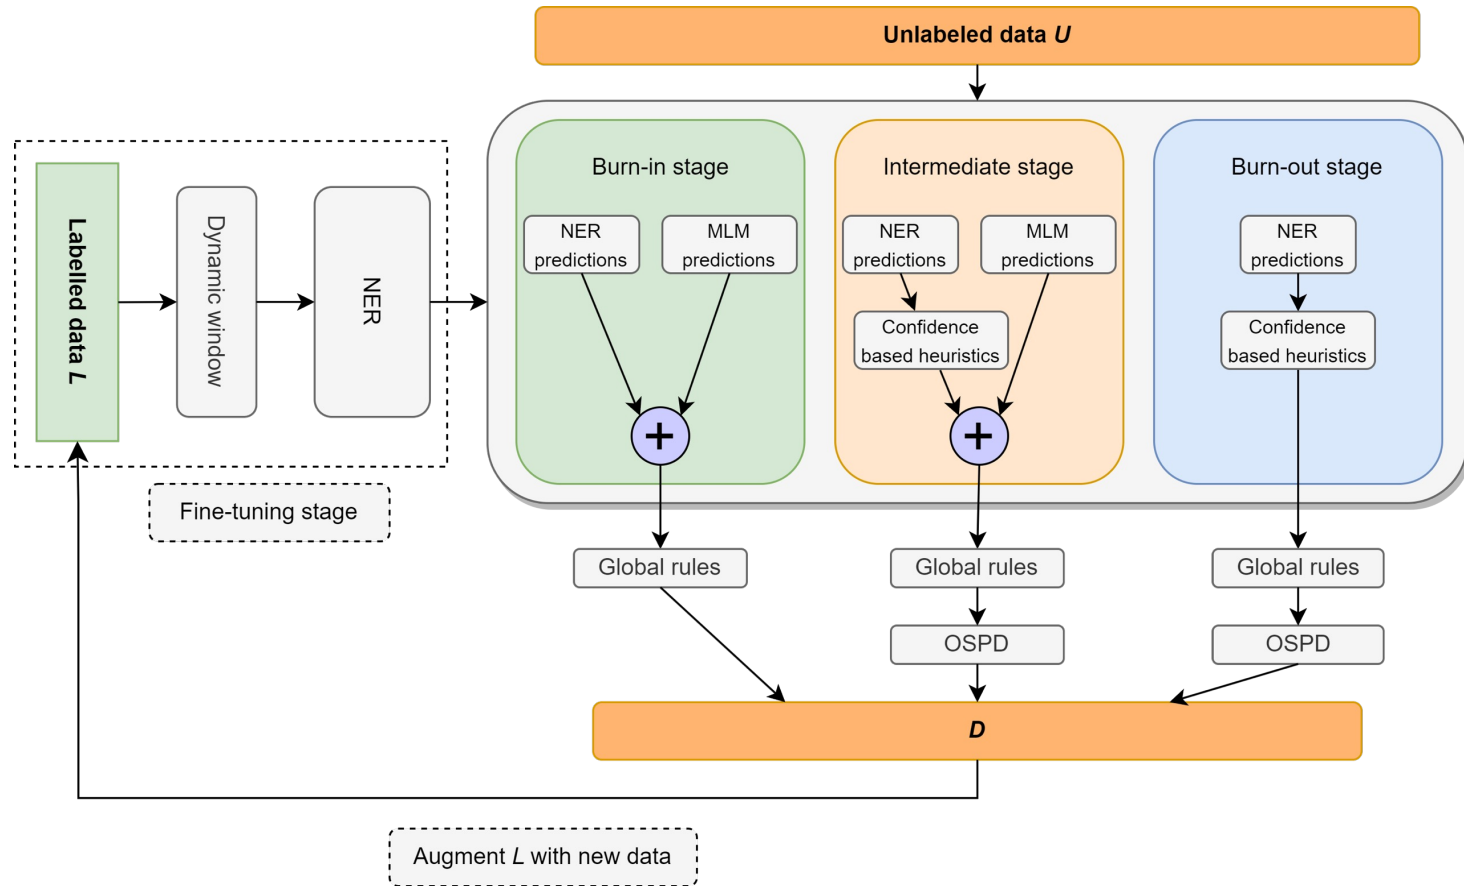 Unlabeled data U
Labelled data L
Dynamic window
NER
Fine-tuning stage
Burn-in stage
NER
predictions
MLM
predictions
Intermediate stage
NER
predictions
MLM
predictions
Confidence
based heuristics
Burn-out stage
NER
predictions
Confidence
based heuristics
+
+
Global rules
Global rules
Global rules
OSPD
OSPD
D
Augment L with new data